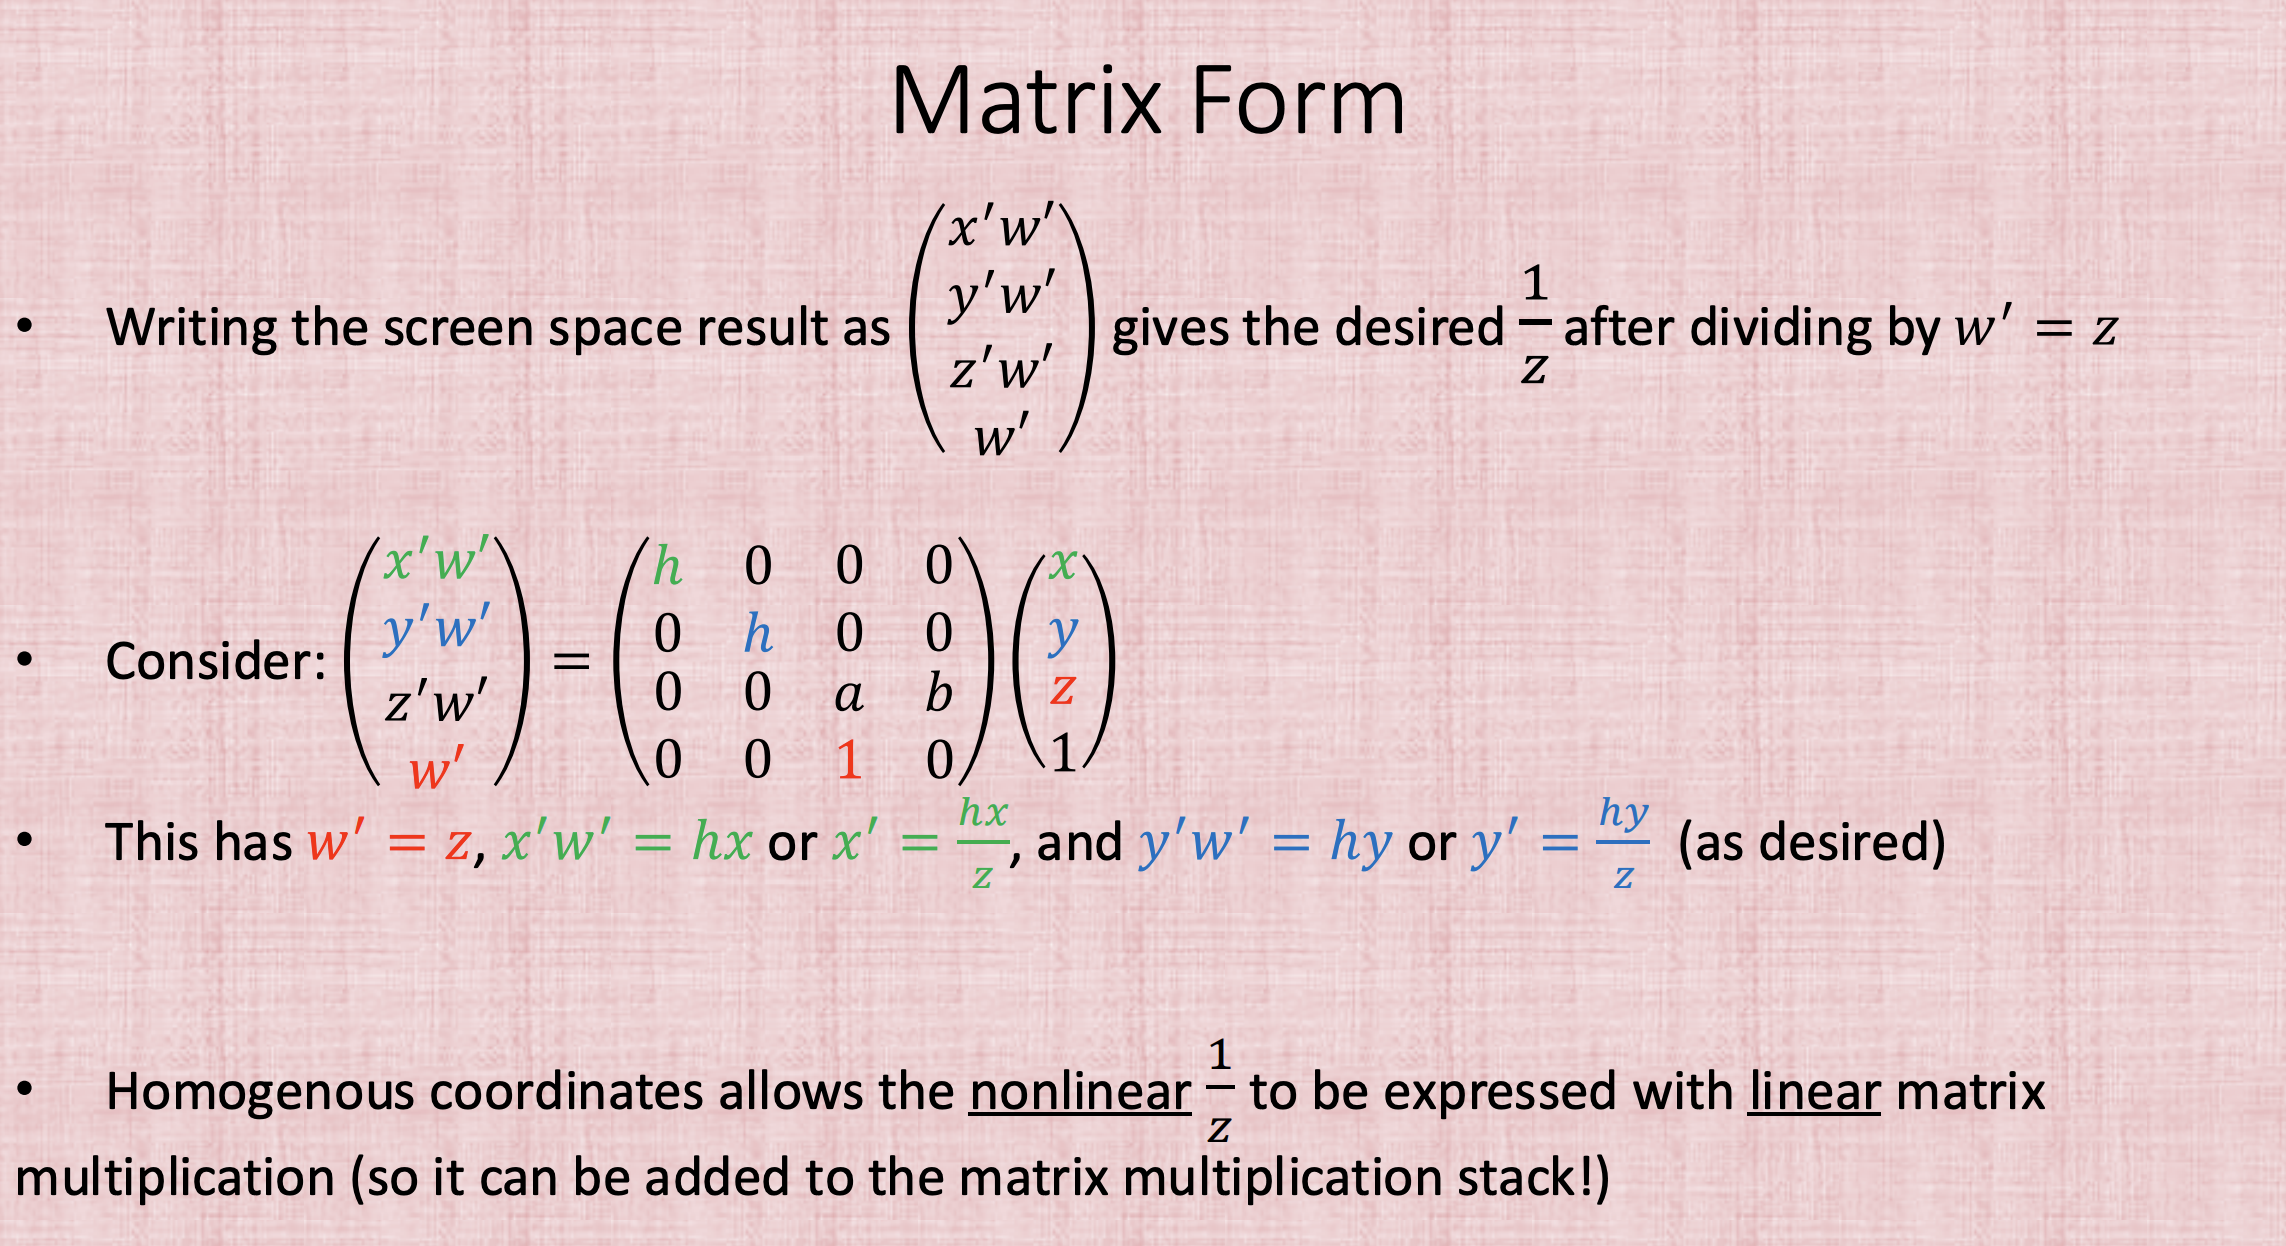 Matrix Form
• Writing the screen space result as $\begin{pmatrix} x'w' \\ y'w' \\ z'w' \\ w' \end{pmatrix}$ gives the desired $\frac{1}{z}$ after dividing by $w' = z$
• Consider: $\begin{pmatrix} x'w' \\ y'w' \\ z'w' \\ w' \end{pmatrix} = \begin{pmatrix} h & 0 & 0 & 0 \\ 0 & h & 0 & 0 \\ 0 & 0 & a & b \\ 0 & 0 & 1 & 0 \end{pmatrix} \begin{pmatrix} x \\ y \\ z \\ 1 \end{pmatrix}$
• This has $w' = z$, $x'w' = hx$ or $x' = \frac{hx}{z}$, and $y'w' = hy$ or $y' = \frac{hy}{z}$ (as desired)
• Homogenous coordinates allows the nonlinear $\frac{1}{z}$ to be expressed with linear matrix
multiplication (so it can be added to the matrix multiplication stack!)